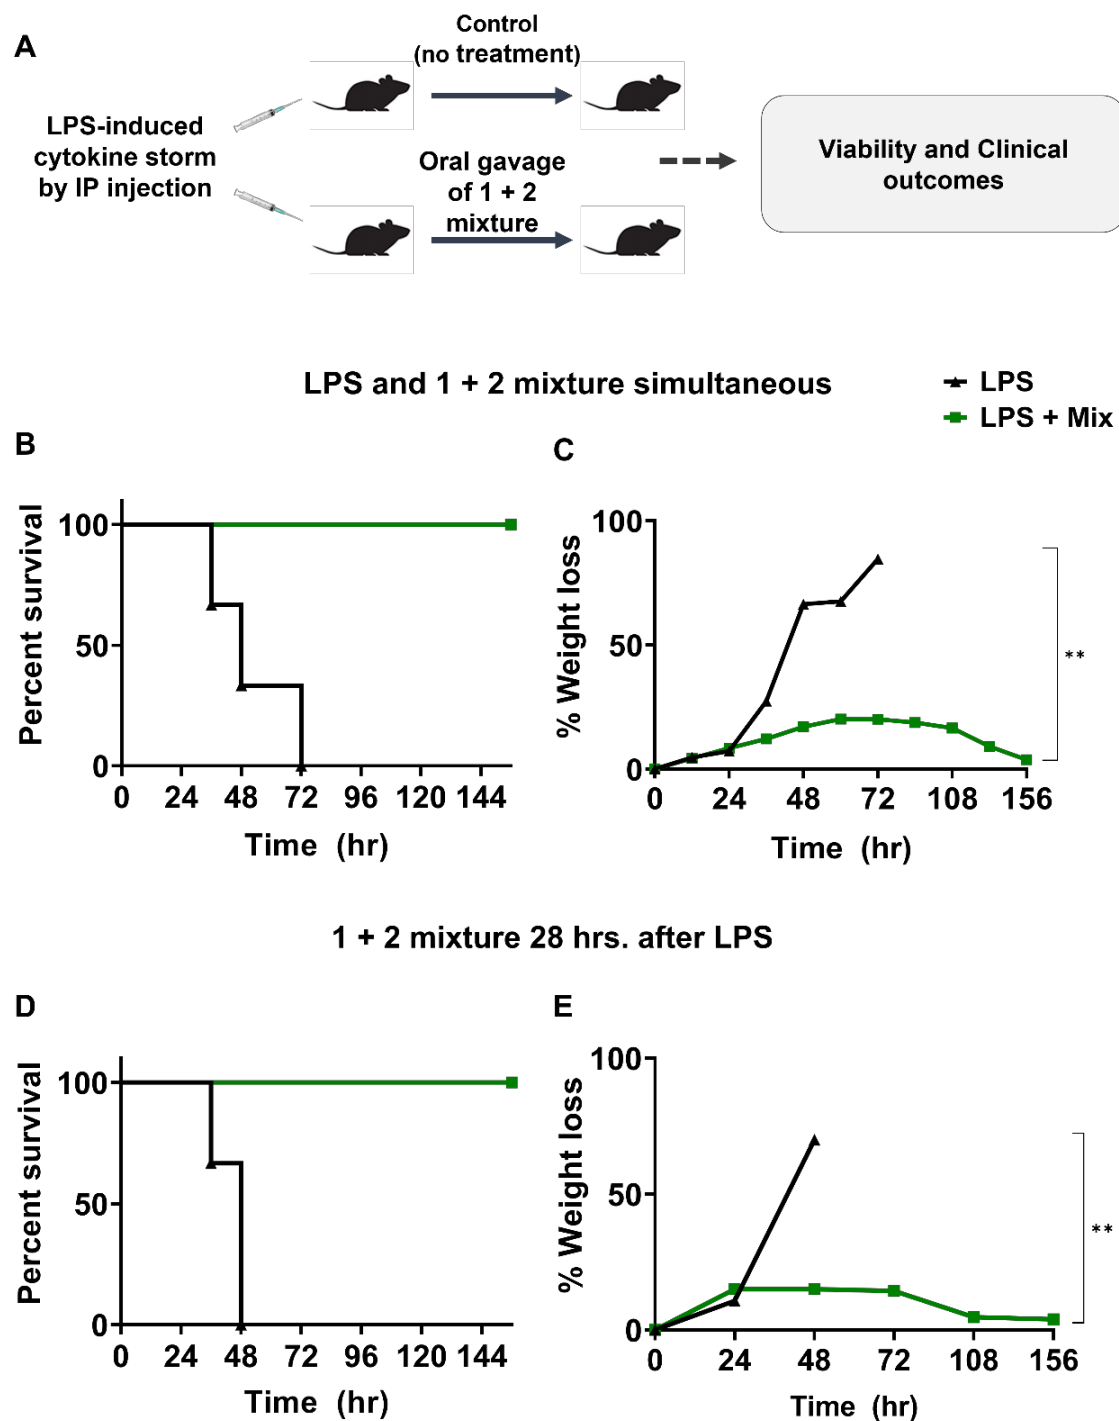 A
LPS-induced
cytokine storm
by IP injection
Control
(no treatment)
Oral gavage
of 1 + 2
mixture
Viability and Clinical
outcomes
LPS and 1 + 2 mixture simultaneous
LPS
LPS + Mix
B
Percent survival
100
50
0
0 24 48 72 96 120 144
Time (hr)
C
% Weight loss
100
50
0
0 24 48 72 108 156
Time (hr)
**
1 + 2 mixture 28 hrs. after LPS
D
Percent survival
100
50
0
0 24 48 72 96 120 144
Time (hr)
E
% Weight loss
100
50
0
0 24 48 72 108 156
Time (hr)
**